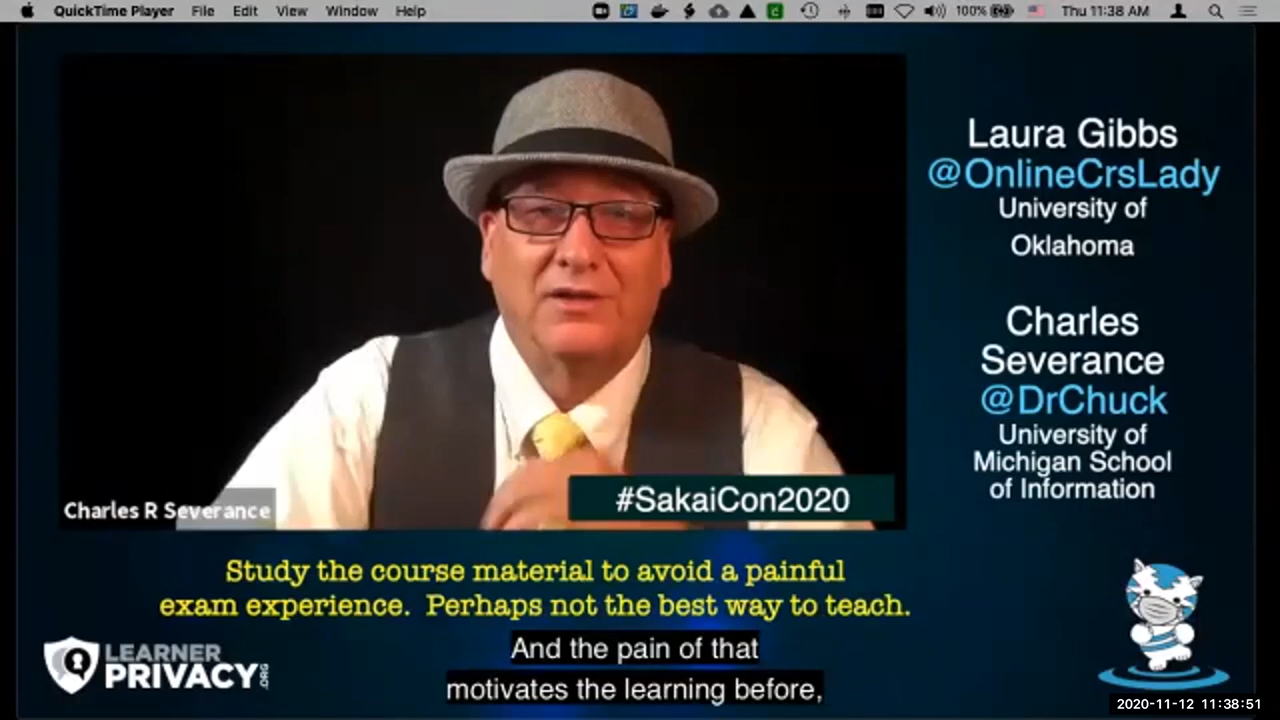 QuickTime Player File Edit View Window Help 100% Thu 11:38 AM
Laura Gibbs
@OnlineCrsLady
University of
Oklahoma
Charles
Severance
@DrChuck
University of
Michigan School
of Information
Charles R Severance
#SakaiCon2020
Study the course material to avoid a painful
exam experience. Perhaps not the best way to teach.
And the pain of that
motivates the learning before,
LEARNER
PRIVACY.ORG
2020-11-12 11:38:51